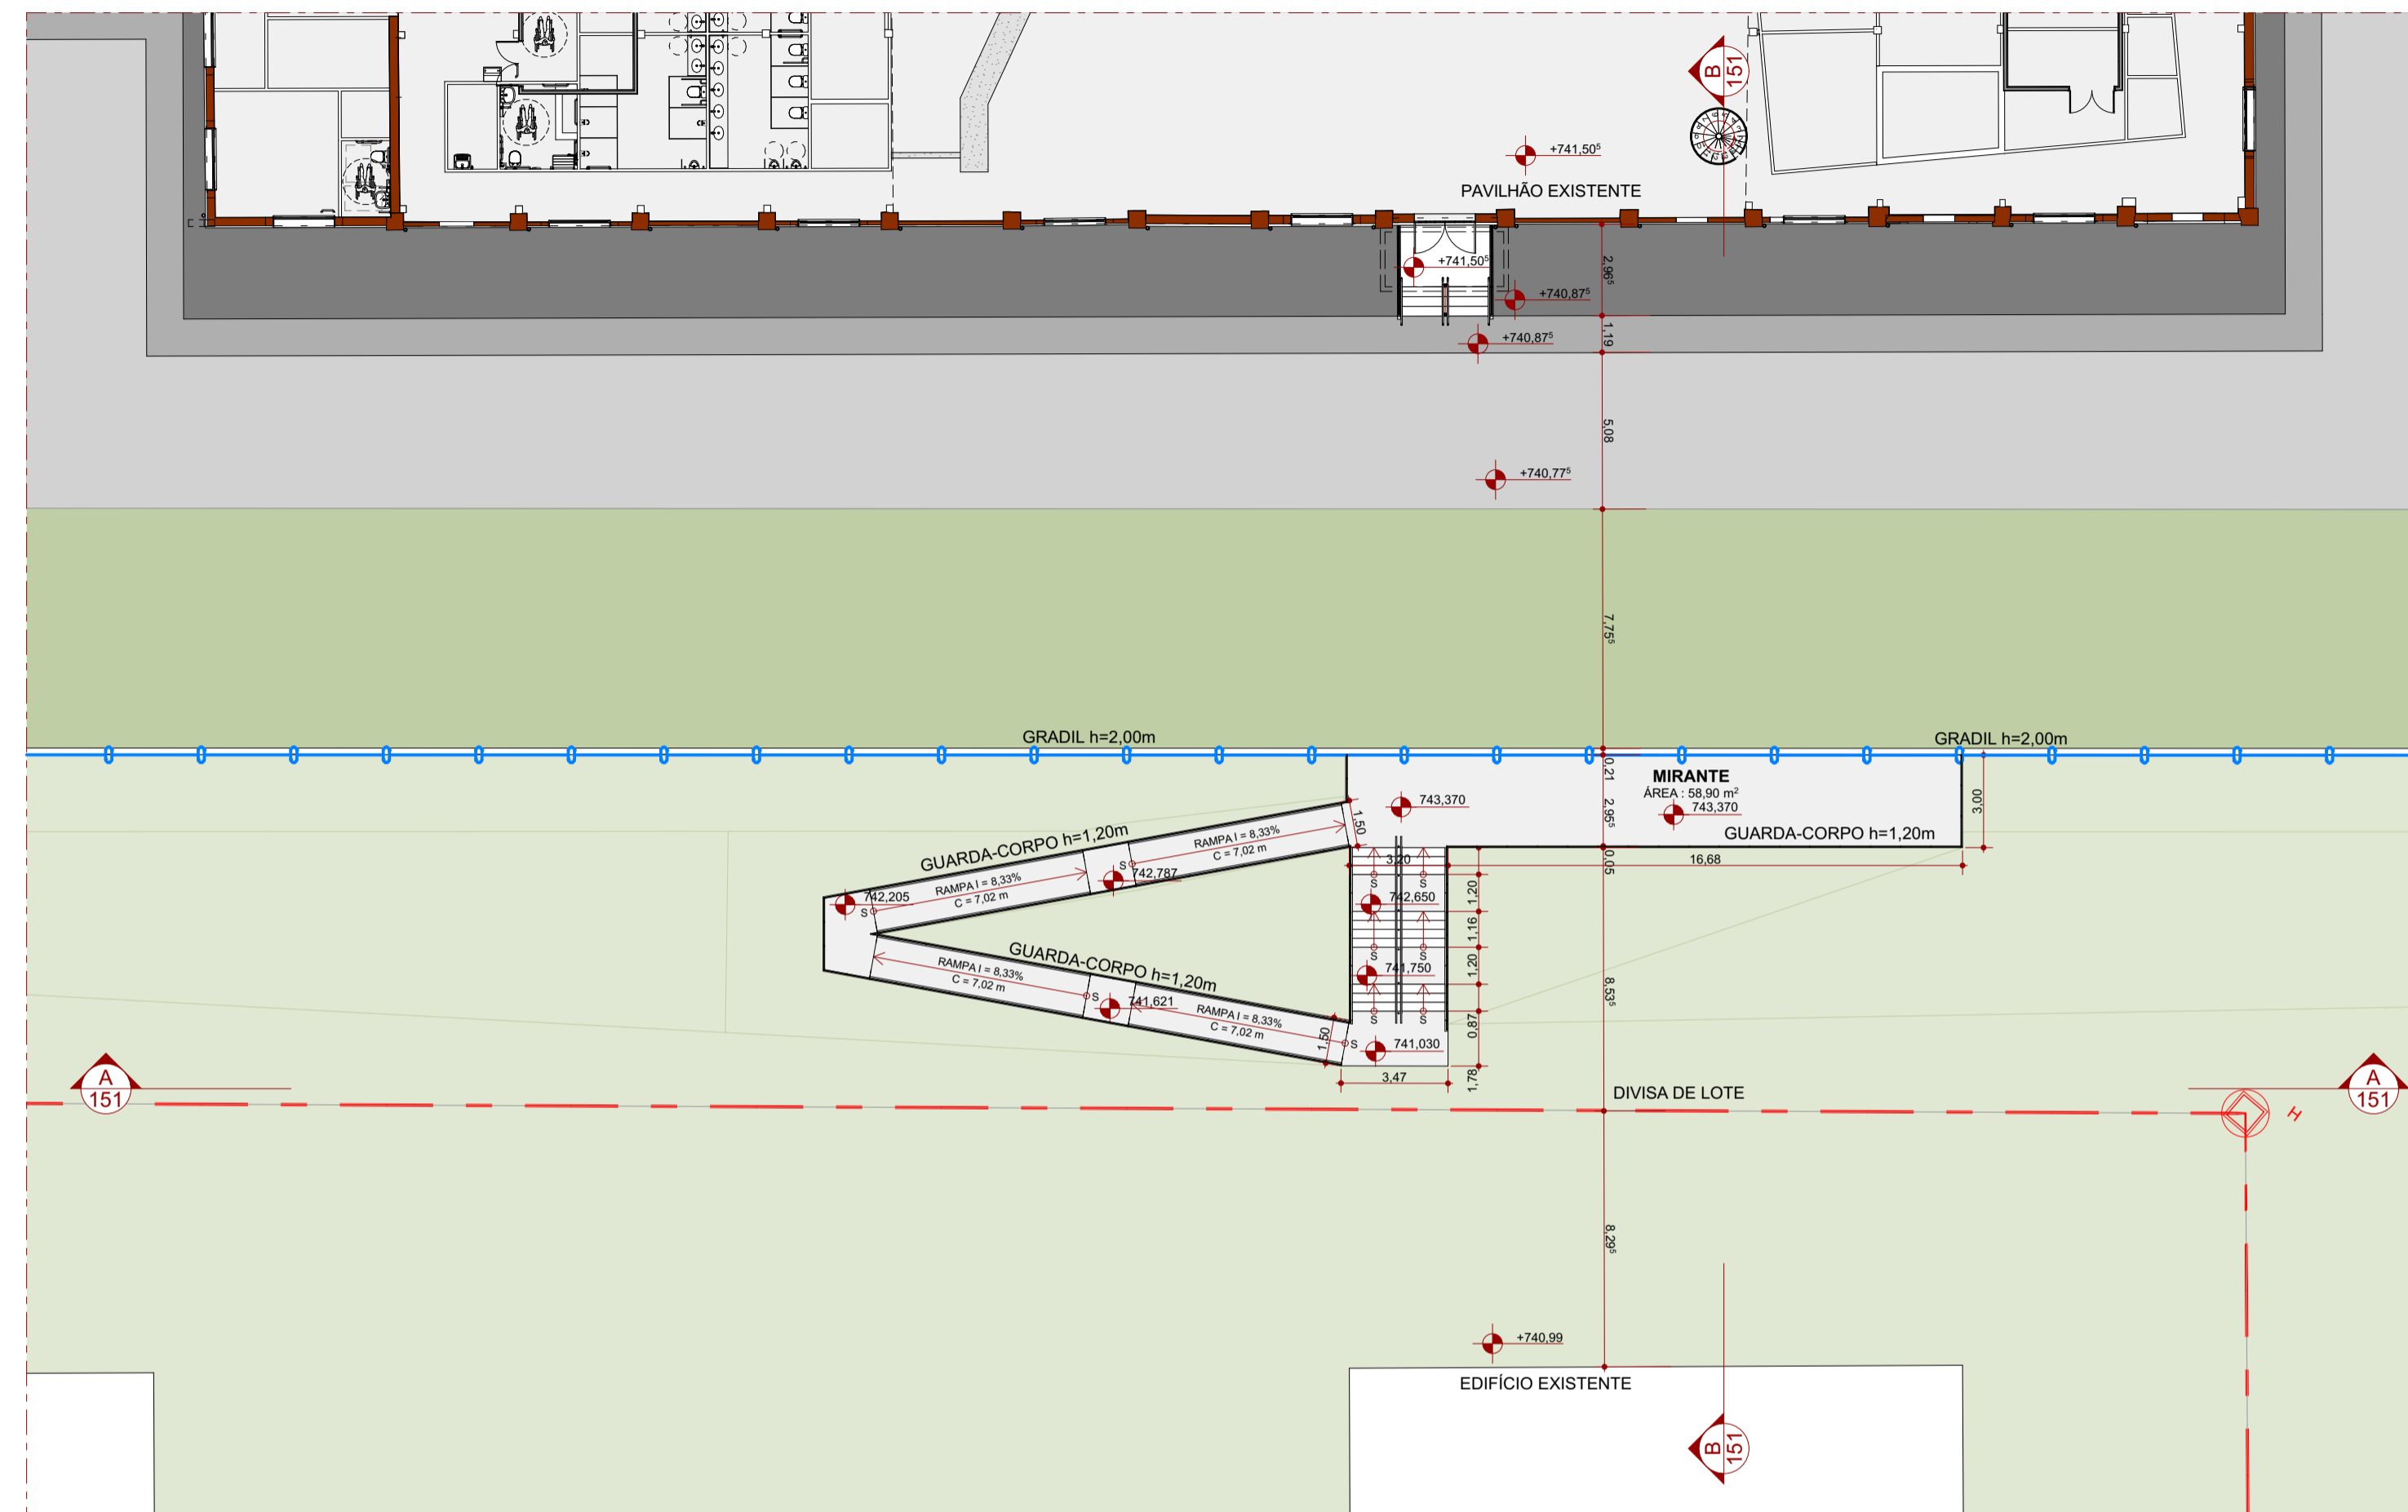 B
151
+741,50⁵
PAVILHÃO EXISTENTE
+741,50⁵
2,96⁵
+740,87⁵
1,19
+740,87⁵
5,08
+740,77⁵
7,75⁵
GRADIL h=2,00m
GRADIL h=2,00m
0,21
MIRANTE
ÁREA : 58,90 m²
743,370
743,370
2,95⁵
3,00
1,50
GUARDA-CORPO h=1,20m
GUARDA-CORPO h=1,20m
RAMPA I = 8,33%
C = 7,02 m
S
742,787
3,20
0,05
16,68
RAMPA I = 8,33%
C = 7,02 m
742,205
S
S
S
742,650
1,20
1,16
GUARDA-CORPO h=1,20m
S
S
RAMPA I = 8,33%
C = 7,02 m
S
741,750
1,20
8,53⁵
741,621
RAMPA I = 8,33%
C = 7,02 m
S
S
S
0,87
1,50
741,030
3,47
1,78
A
151
A
151
DIVISA DE LOTE
H
8,29⁵
+740,99
EDIFÍCIO EXISTENTE
B
151